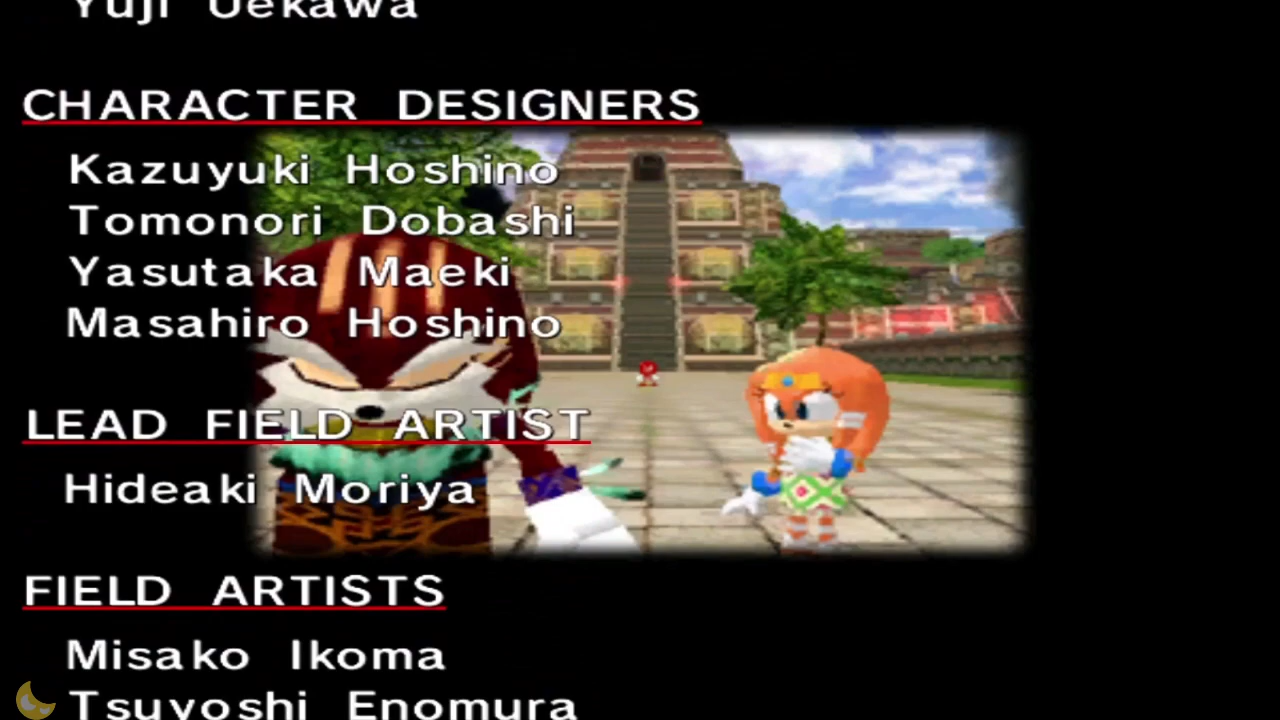 Yuji Uekawa
CHARACTER DESIGNERS
Kazuyuki Hoshino
Tomonori Dobashi
Yasutaka Maeki
Masahiro Hoshino
LEAD FIELD ARTIST
Hideaki Moriya
FIELD ARTISTS
Misako Ikoma
Tsuyoshi Enomura